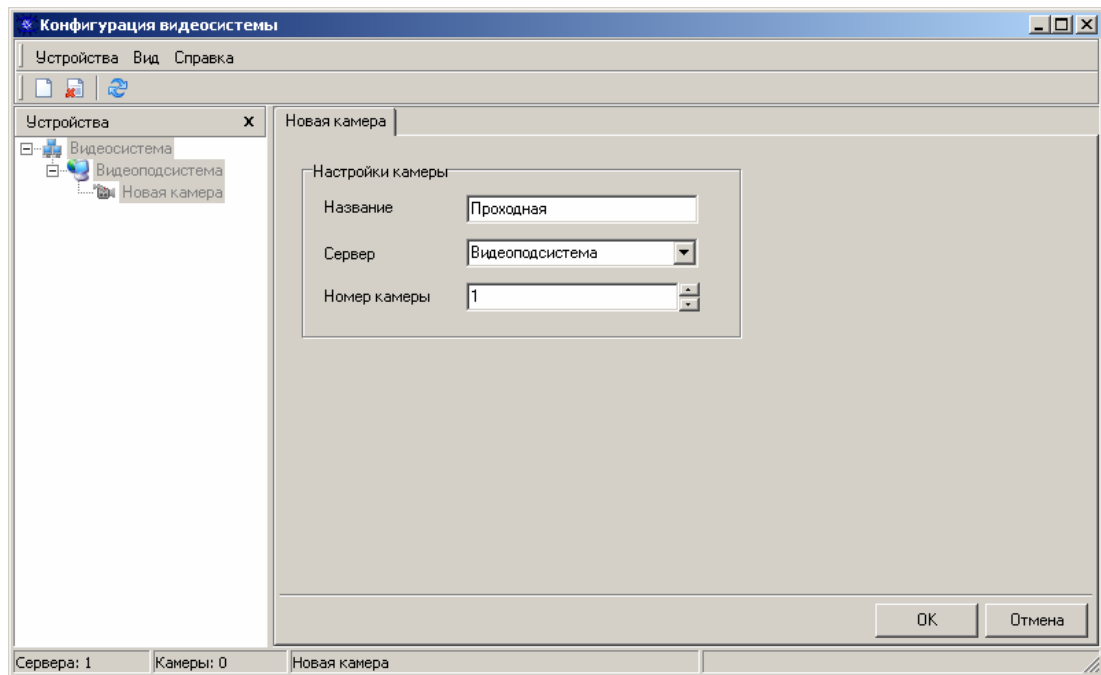 Конфигурация видеосистемы
Устройства Вид Справка
Устройства x
Новая камера
Видеосистема
Видеоподсистема
Новая камера
Настройки камеры
Название Проходная
Сервер Видеоподсистема
Номер камеры 1
OK Отмена
Сервера: 1 Камеры: 0 Новая камера